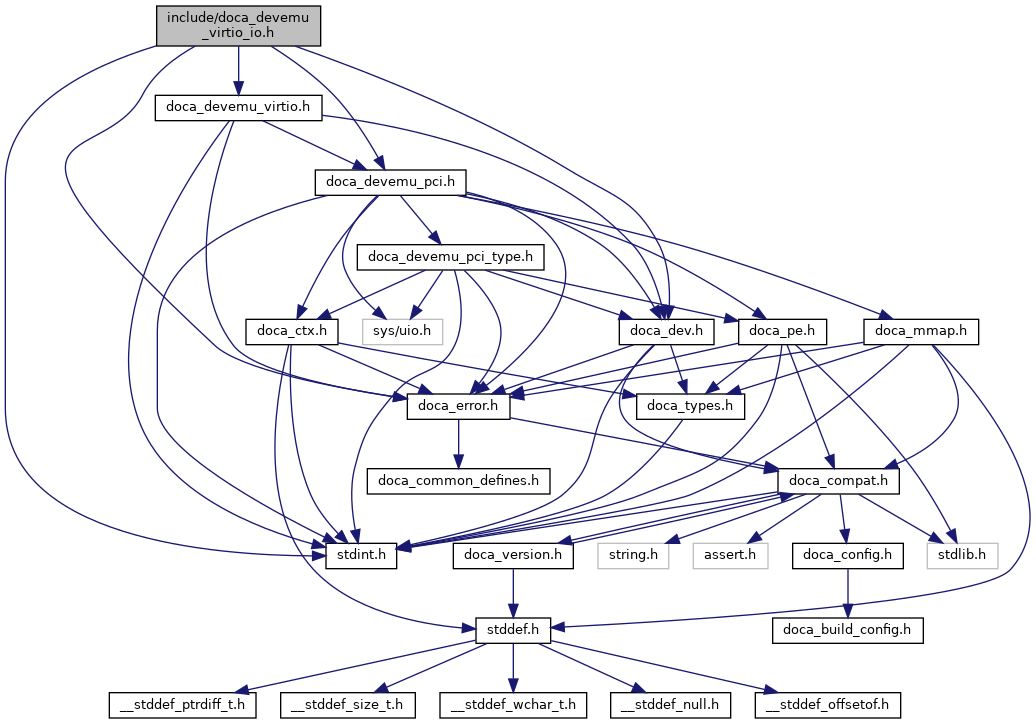 include/doca_devemu
_virtio_io.h
doca_devemu_virtio.h
doca_devemu_pci.h
doca_devemu_pci_type.h
doca_ctx.h
sys/uio.h
doca_dev.h
doca_pe.h
doca_mmap.h
doca_error.h
doca_types.h
doca_common_defines.h
doca_compat.h
stdint.h
doca_version.h
string.h
assert.h
doca_config.h
stdlib.h
stddef.h
doca_build_config.h
__stddef_ptrdiff_t.h
__stddef_size_t.h
__stddef_wchar_t.h
__stddef_null.h
__stddef_offsetof.h